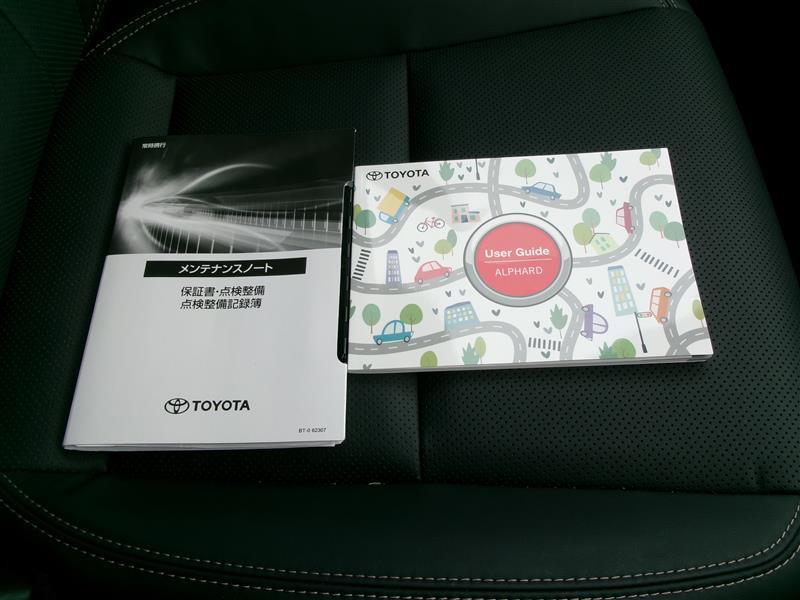 常時携行
メンテナンスノート
保証書・点検整備
点検整備記録簿
TOYOTA
BT-0 62307
TOYOTA
User Guide
ALPHARD